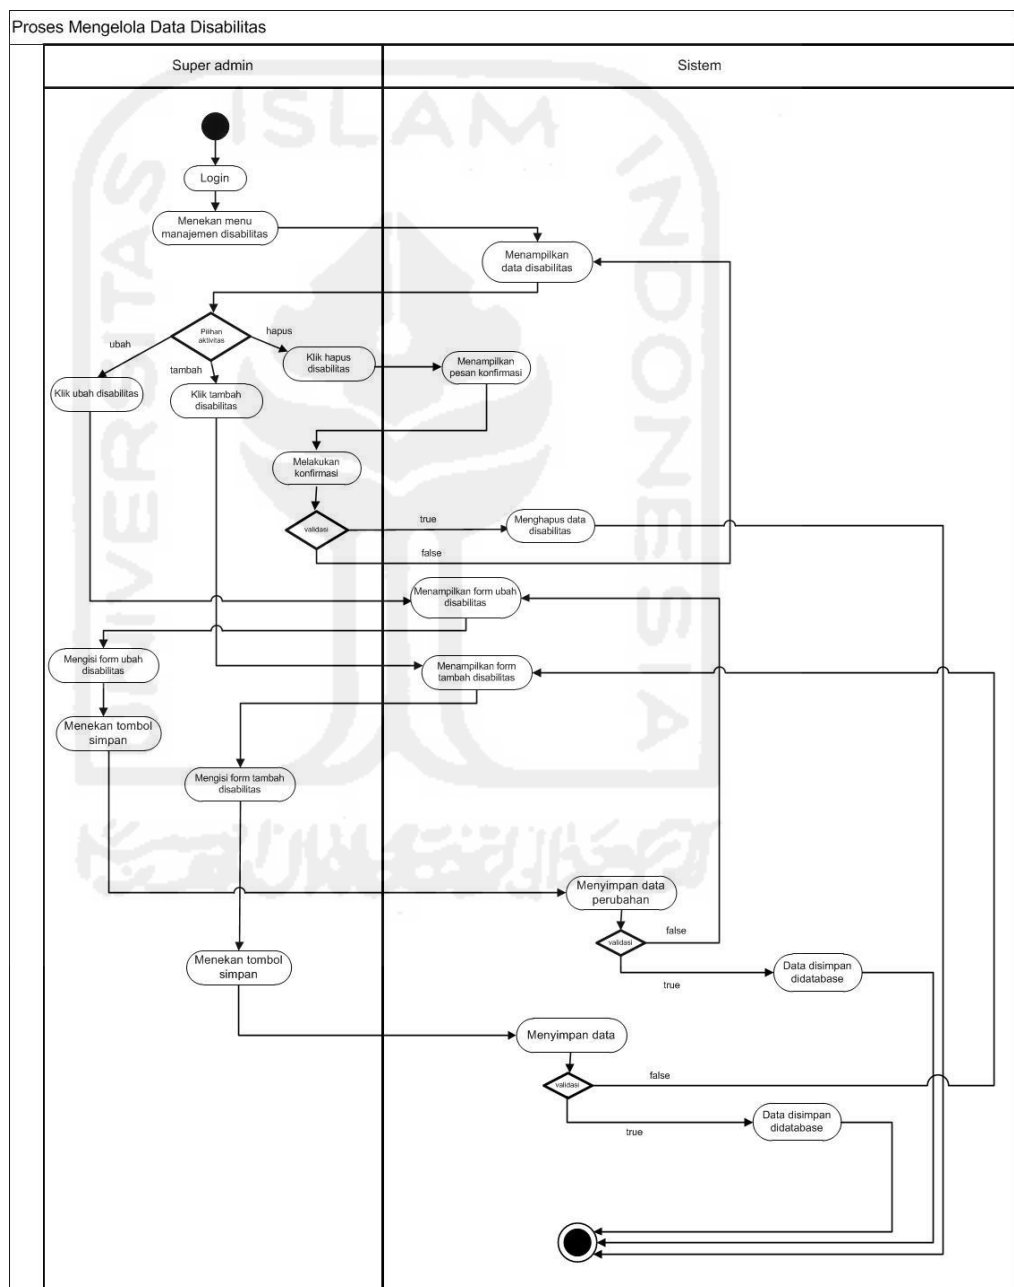 Proses Mengelola Data Disabilitas
Super admin
Sistem
Login
Menekan menu
manajemen disabilitas
Menampilkan
data disabilitas
Pilihan
aktivitas
ubah
tambah
hapus
Klik ubah disabilitas
Klik tambah
disabilitas
Klik hapus
disabilitas
Menampilkan
pesan konfirmasi
Melakukan
konfirmasi
validasi
true
false
Menghapus data
disabilitas
Menampilkan form ubah
disabilitas
Mengisi form ubah
disabilitas
Menampilkan form
tambah disabilitas
Menekan tombol
simpan
Mengisi form tambah
disabilitas
Menyimpan data
perubahan
validasi
false
true
Data disimpan
didatabase
Menekan tombol
simpan
Menyimpan data
validasi
false
true
Data disimpan
didatabase
UNIVERSITAS
ISLAM
INDONESIA